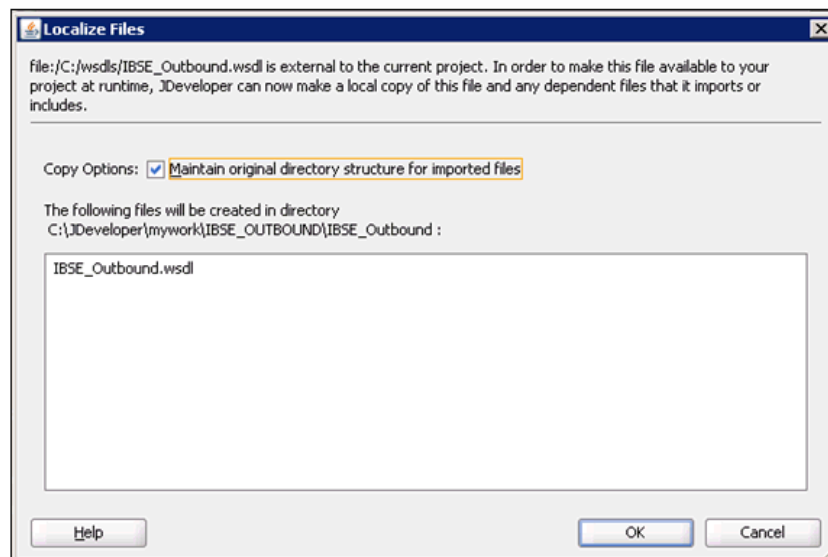 Localize Files
file:/C:/wsdls/IBSE_Outbound.wsdl is external to the current project. In order to make this file available to your
project at runtime, JDeveloper can now make a local copy of this file and any dependent files that it imports or
includes.
Copy Options: Maintain original directory structure for imported files
The following files will be created in directory
C:\JDeveloper\mywork\IBSE_OUTBOUND\IBSE_Outbound :
IBSE_Outbound.wsdl
Help OK Cancel